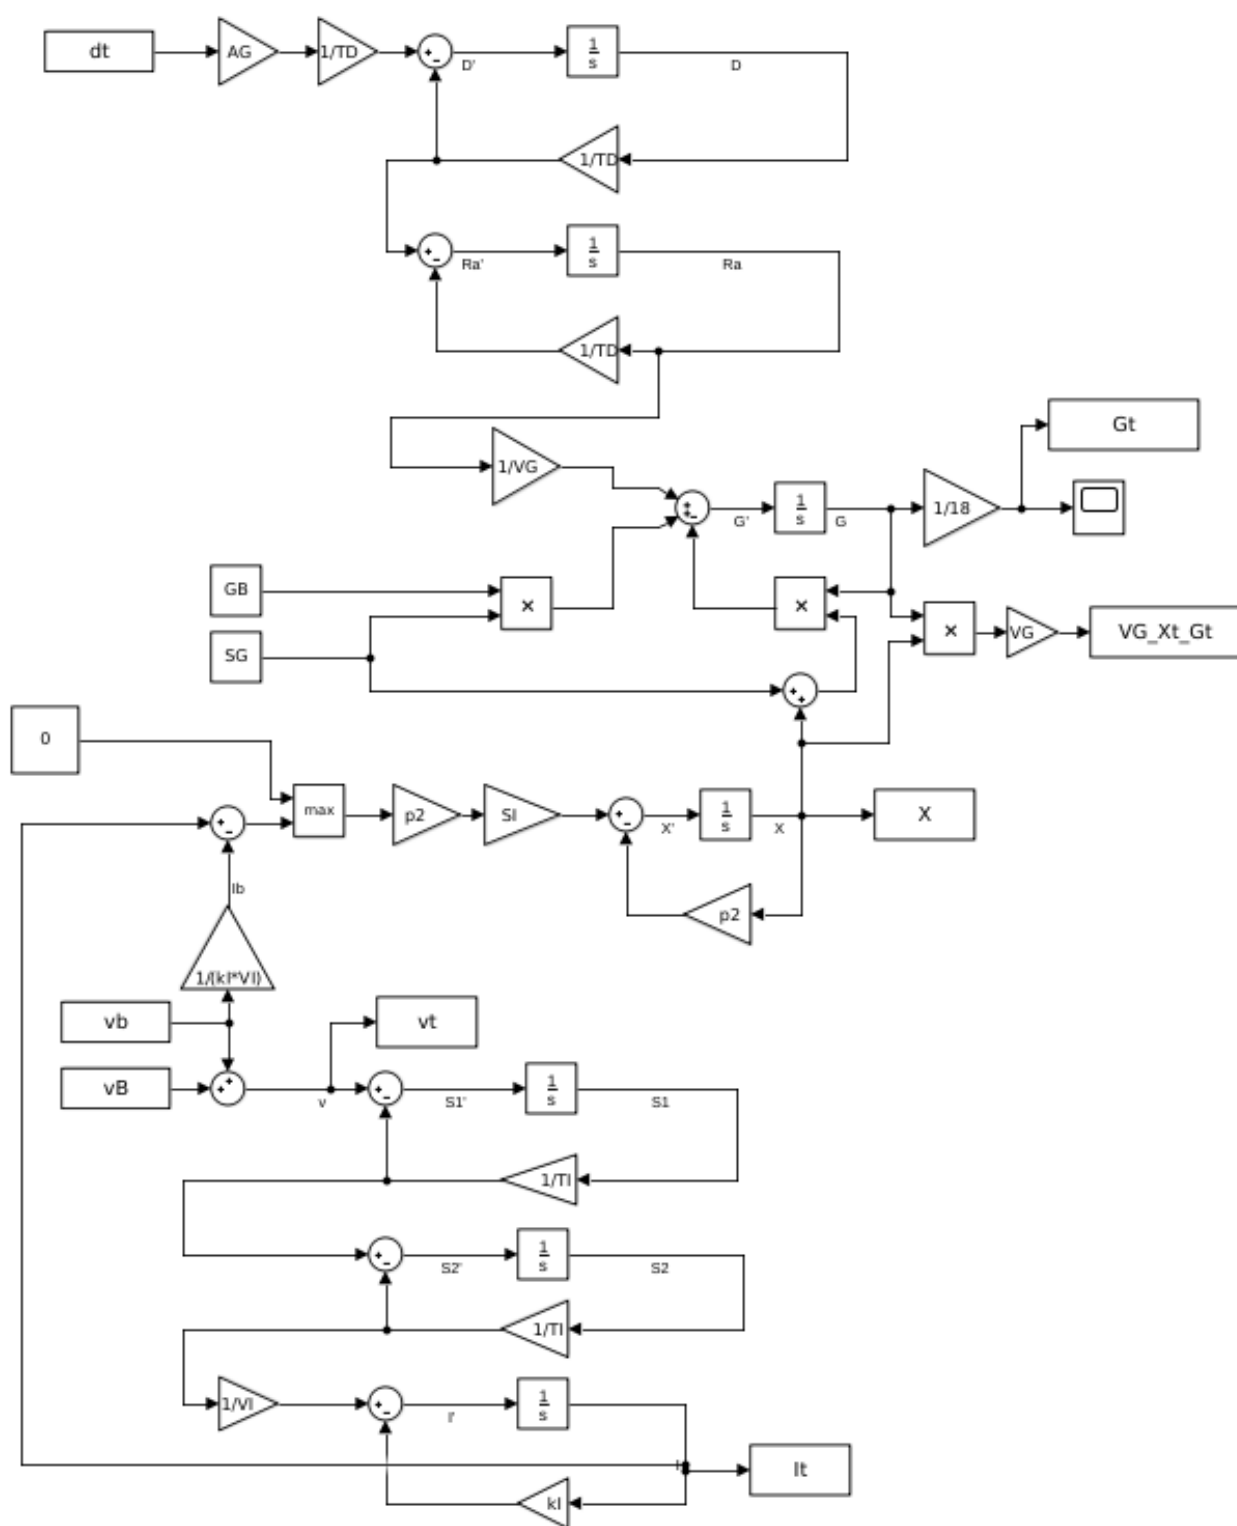 dt
AG
1/TD
+
-
D'
1
s
D
1/TD
+
-
Ra'
1
s
Ra
1/TD
1/VG
Gt
+
+
-
G'
1
s
G
1/18
GB
×
×
SG
×
VG
VG_Xt_Gt
+
+
0
max
p2
SI
+
-
X'
1
s
X
X
+
-
Ib
p2
1/(kI*VI)
vb
vt
vB
+
+
v
+
-
S1'
1
s
S1
1/TI
+
-
S2'
1
s
S2
1/TI
1/VI
+
-
I'
1
s
I
It
kI